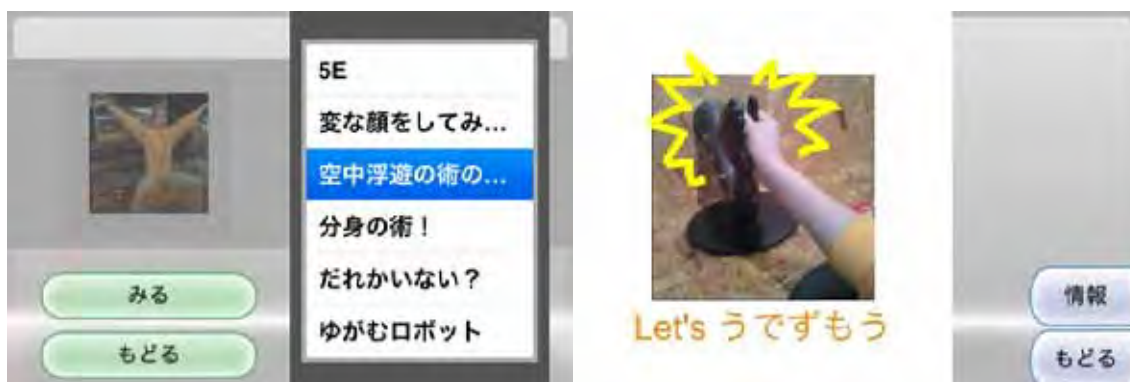 5E
変な顔をしてみ...
空中浮遊の術の...
分身の術！
だれかいない？
ゆがむロボット
みる
もどる
Let's うでずもう
情報
もどる